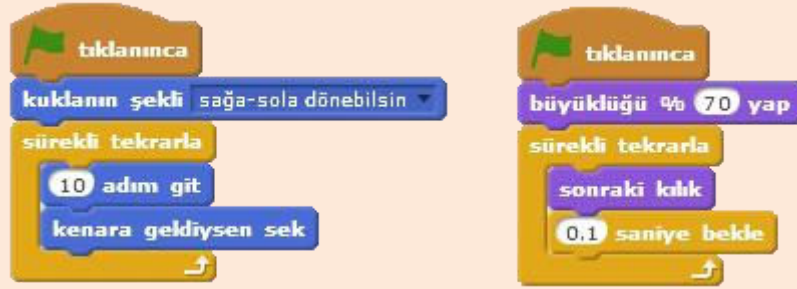 tıklanınca
kuklanın şekli sağa-sola dönebilsin
sürekli tekrarla
10 adım git
kenara geldiysen sek
tıklanınca
büyüklüğü % 70 yap
sürekli tekrarla
sonraki kılık
0.1 saniye bekle